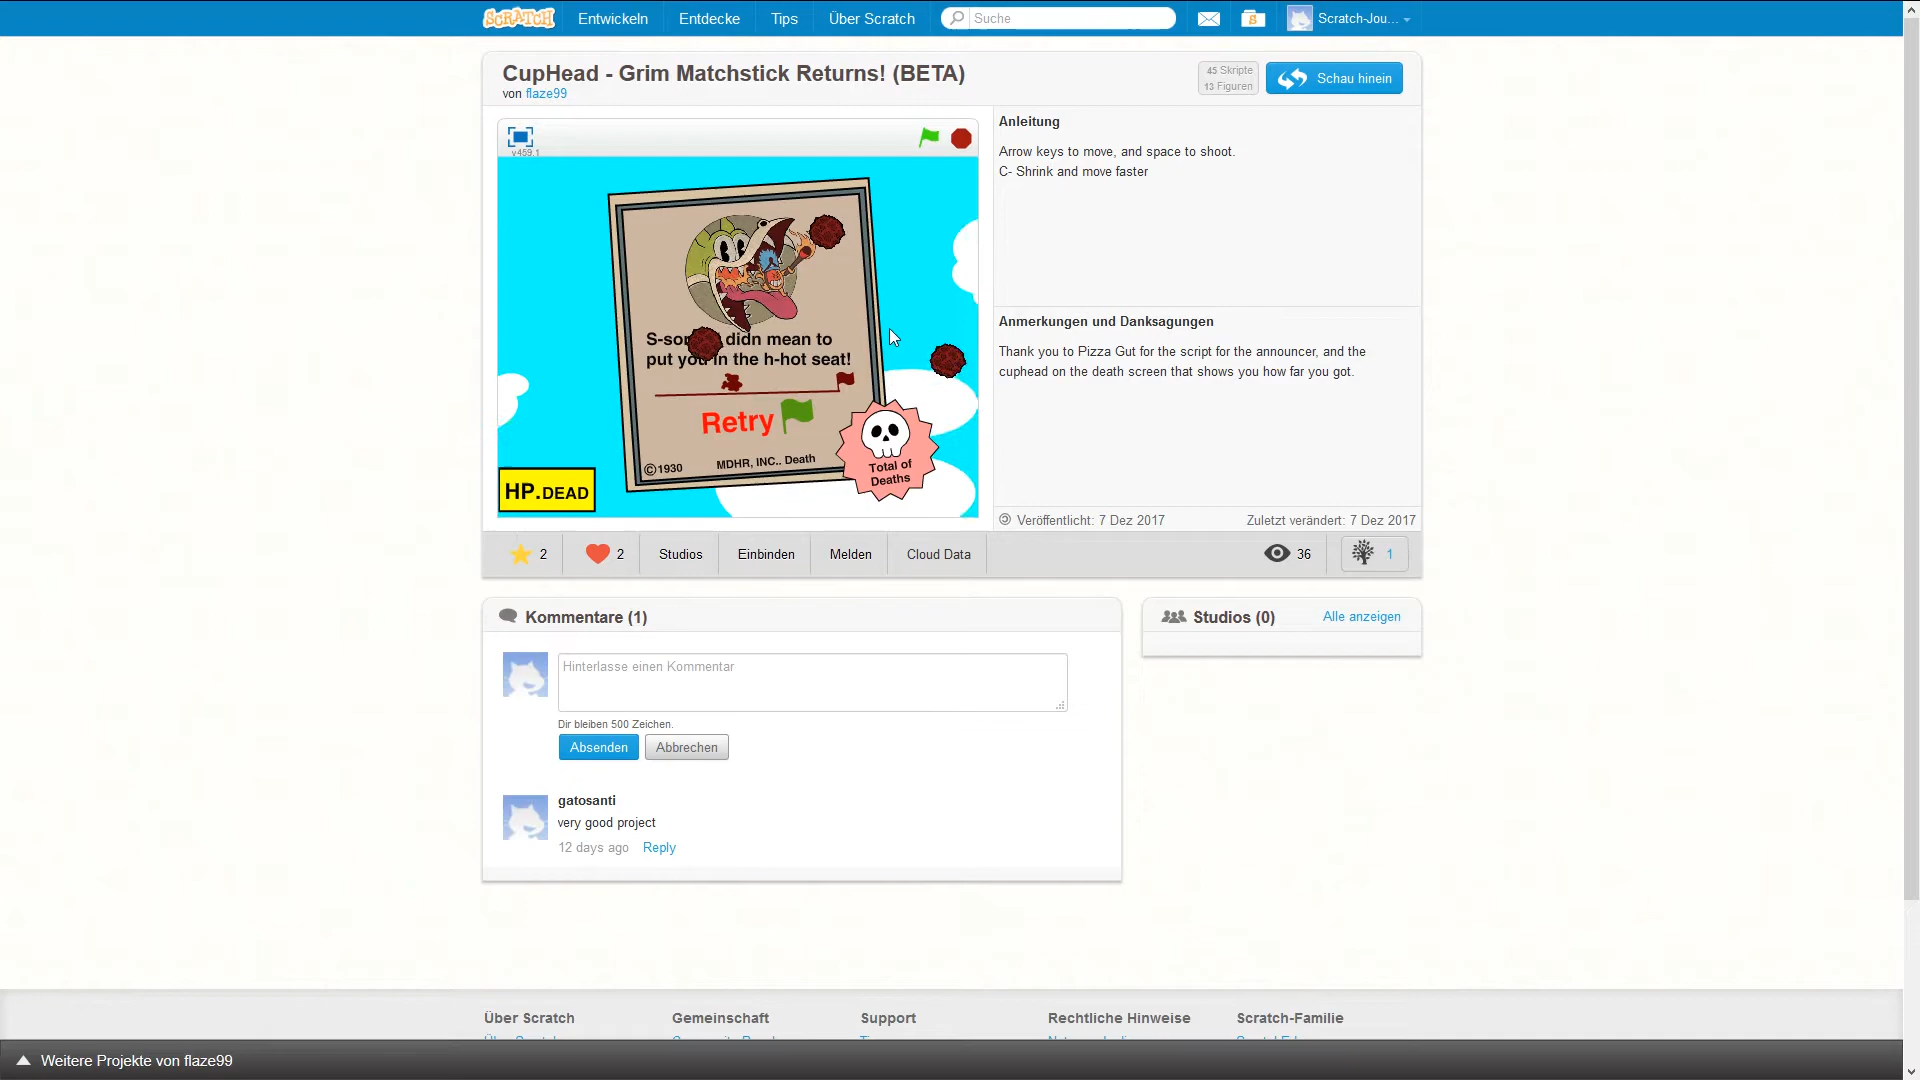 SCRATCH
Entwickeln
Entdecke
Tips
Über Scratch
Suche
Scratch-Jou...
CupHead - Grim Matchstick Returns! (BETA)
von flaze99
45 Skripte
13 Figuren
Schau hinein
v459.1
S-sor didn mean to
put you in the h-hot seat!
Retry
©1930 MDHR, INC.. Death
Total of
Deaths
HP.DEAD
Anleitung
Arrow keys to move, and space to shoot.
C- Shrink and move faster
Anmerkungen und Danksagungen
Thank you to Pizza Gut for the script for the announcer, and the
cuphead on the death screen that shows you how far you got.
Veröffentlicht: 7 Dez 2017
Zuletzt verändert: 7 Dez 2017
2
2
Studios
Einbinden
Melden
Cloud Data
36
1
Kommentare (1)
Hinterlasse einen Kommentar
Dir bleiben 500 Zeichen.
Absenden
Abbrechen
gatosanti
very good project
12 days ago Reply
Studios (0)
Alle anzeigen
Über Scratch
Gemeinschaft
Support
Rechtliche Hinweise
Scratch-Familie
Weitere Projekte von flaze99